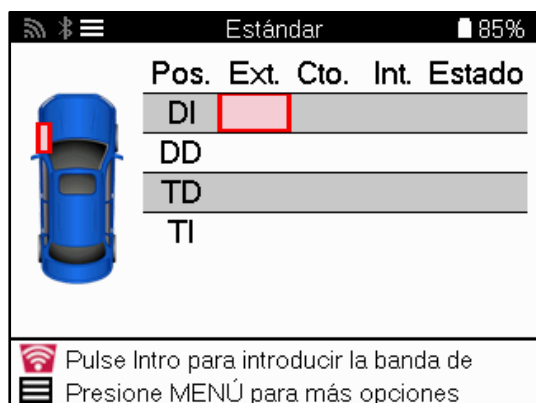 Estándar 85%
Pos. Ext. Cto. Int. Estado
DI
DD
TD
TI
Pulse Intro para introducir la banda de
Presione MENÚ para más opciones